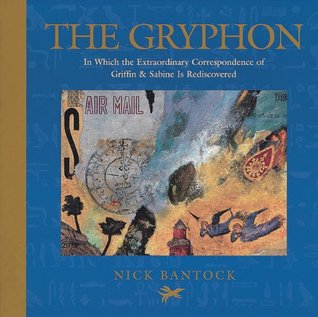 THE GRYPHON
In Which the Extraordinary Correspondence of
Griffin & Sabine Is Rediscovered
S
AIR MAIL
NICK BANTOCK